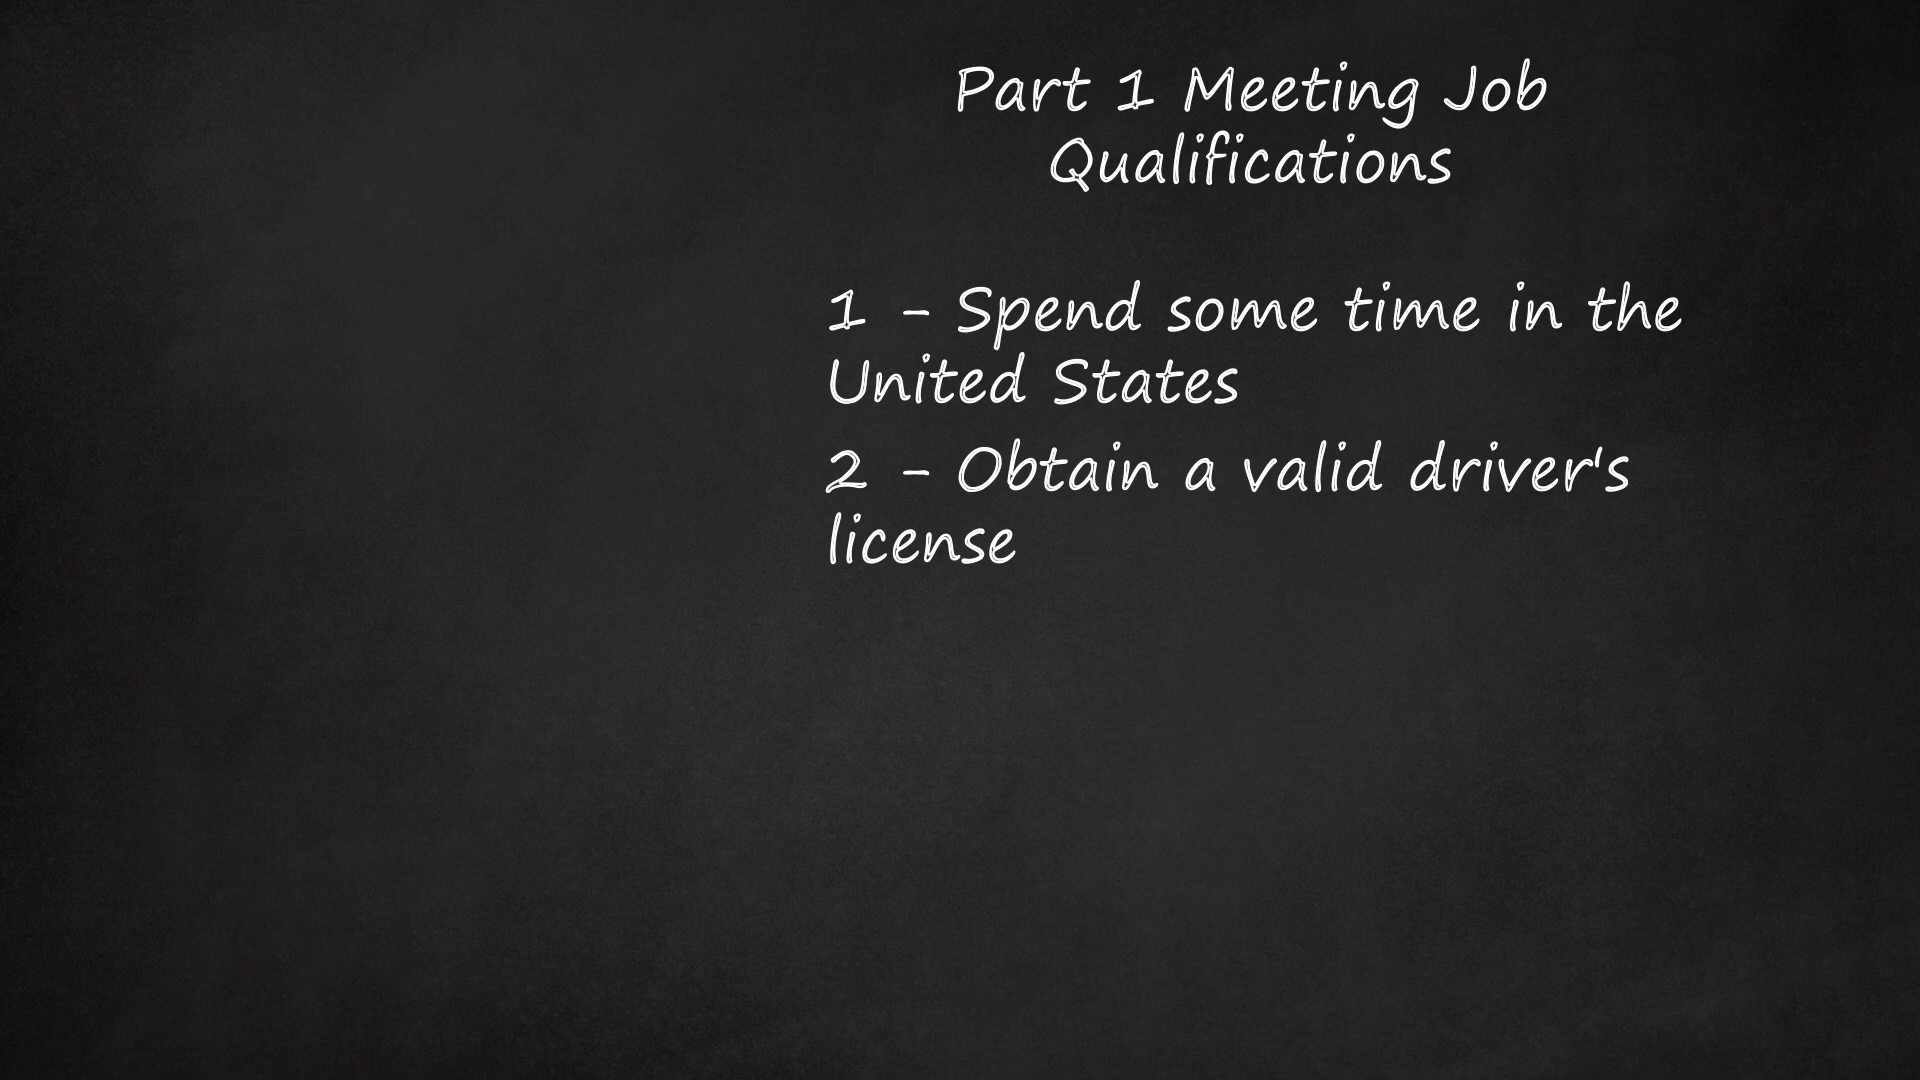 Part 1 Meeting Job
Qualifications
1 - Spend some time in the
United States
2 - Obtain a valid driver's
license